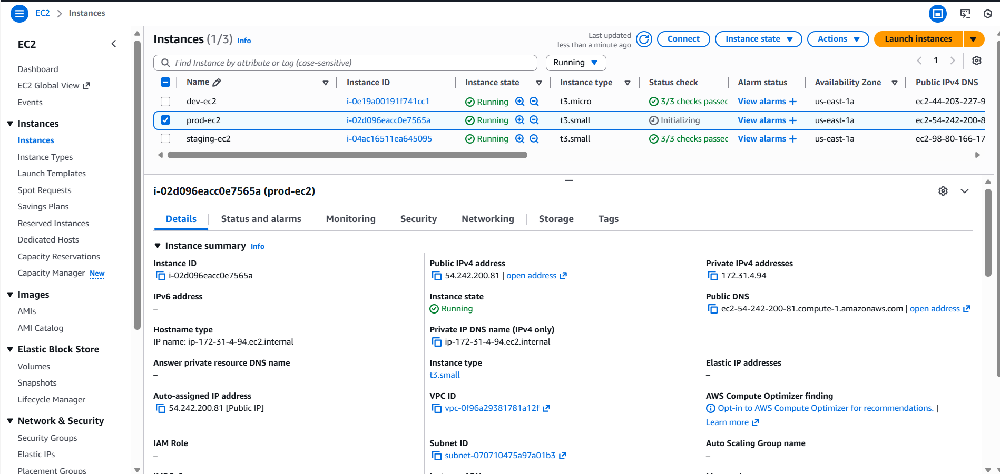 EC2 > Instances
EC2
Dashboard
EC2 Global View
Events
Instances
Instances
Instance Types
Launch Templates
Spot Requests
Savings Plans
Reserved Instances
Dedicated Hosts
Capacity Reservations
Capacity Manager New
Images
AMIs
AMI Catalog
Elastic Block Store
Volumes
Snapshots
Lifecycle Manager
Network & Security
Security Groups
Elastic IPs
Placement Groups
Instances (1/3) Info
Last updated
less than a minute ago
Connect
Instance state
Actions
Launch instances
Find Instance by attribute or tag (case-sensitive)
Running
1
Name Instance ID Instance state Instance type Status check Alarm status Availability Zone Public IPv4 DNS
dev-ec2 i-0e19a00191f741cc1 Running t3.micro 3/3 checks passed View alarms + us-east-1a ec2-44-203-227-9
prod-ec2 i-02d096eacc0e7565a Running t3.small Initializing View alarms + us-east-1a ec2-54-242-200-8
staging-ec2 i-04ac16511ea645095 Running t3.small 3/3 checks passed View alarms + us-east-1a ec2-98-80-166-17
i-02d096eacc0e7565a (prod-ec2)
Details
Status and alarms
Monitoring
Security
Networking
Storage
Tags
Instance summary Info
Instance ID
i-02d096eacc0e7565a
IPv6 address
–
Hostname type
IP name: ip-172-31-4-94.ec2.internal
Answer private resource DNS name
–
Auto-assigned IP address
54.242.200.81 [Public IP]
IAM Role
–
Public IPv4 address
54.242.200.81 | open address
Instance state
Running
Private IP DNS name (IPv4 only)
ip-172-31-4-94.ec2.internal
Instance type
t3.small
VPC ID
vpc-0f96a29381781a12f
Subnet ID
subnet-070710475a97a01b3
Private IPv4 addresses
172.31.4.94
Public DNS
ec2-54-242-200-81.compute-1.amazonaws.com | open address
Elastic IP addresses
–
AWS Compute Optimizer finding
Opt-in to AWS Compute Optimizer for recommendations. |
Learn more
Auto Scaling Group name
–